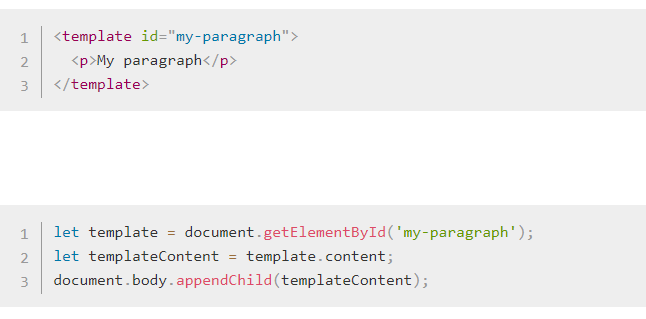 1 <template id="my-paragraph">
2   <p>My paragraph</p>
3 </template>
1 let template = document.getElementById('my-paragraph');
2 let templateContent = template.content;
3 document.body.appendChild(templateContent);